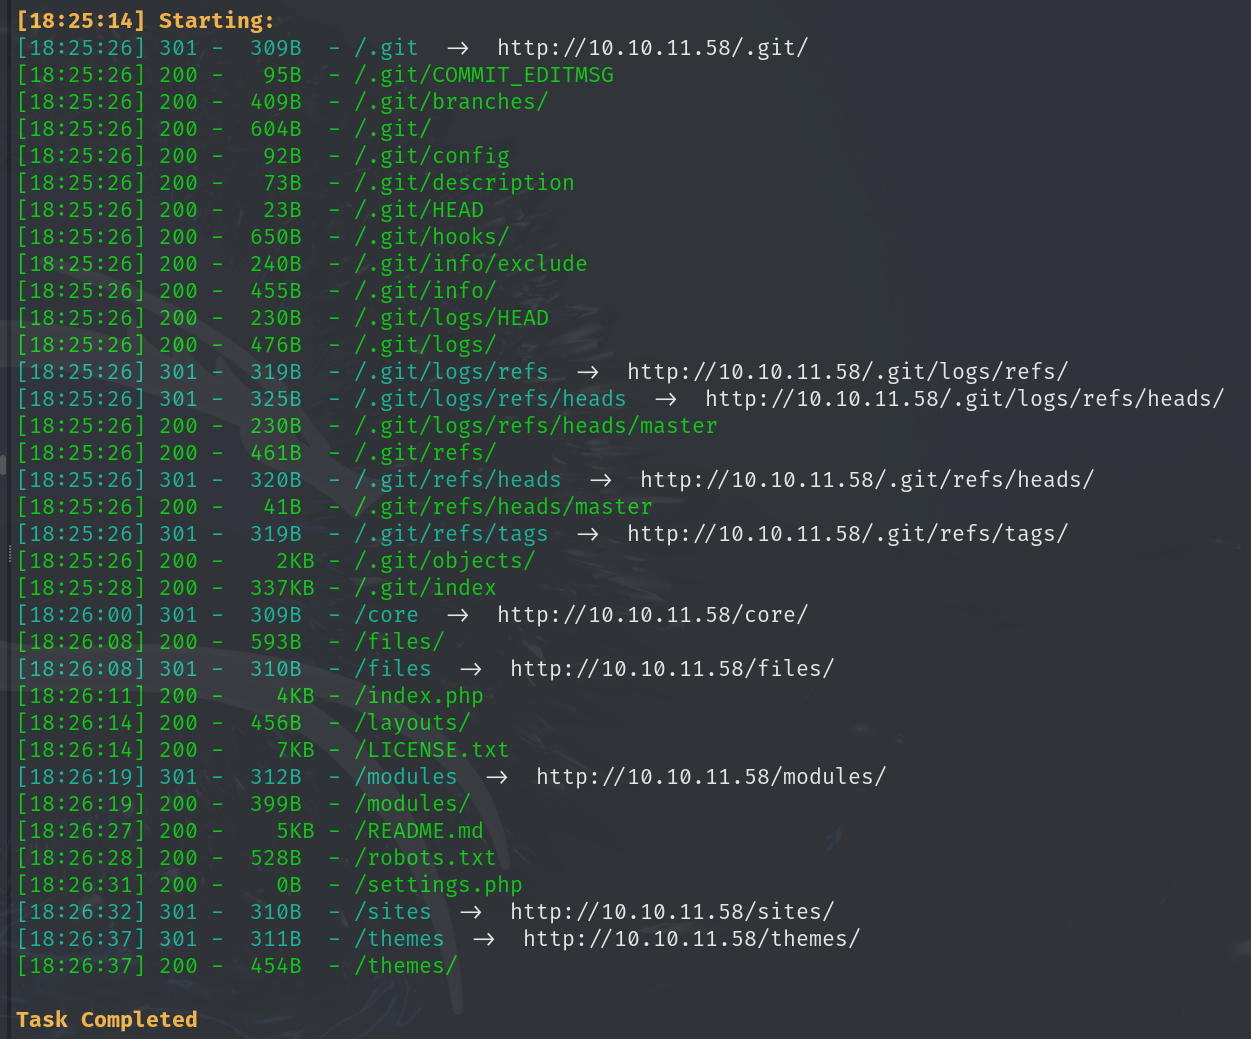 [18:25:14] Starting:
[18:25:26] 301 -  309B  - /.git  ->  http://10.10.11.58/.git/
[18:25:26] 200 -   95B  - /.git/COMMIT_EDITMSG
[18:25:26] 200 -  409B  - /.git/branches/
[18:25:26] 200 -  604B  - /.git/
[18:25:26] 200 -   92B  - /.git/config
[18:25:26] 200 -   73B  - /.git/description
[18:25:26] 200 -   23B  - /.git/HEAD
[18:25:26] 200 -  650B  - /.git/hooks/
[18:25:26] 200 -  240B  - /.git/info/exclude
[18:25:26] 200 -  455B  - /.git/info/
[18:25:26] 200 -  230B  - /.git/logs/HEAD
[18:25:26] 200 -  476B  - /.git/logs/
[18:25:26] 301 -  319B  - /.git/logs/refs  ->  http://10.10.11.58/.git/logs/refs/
[18:25:26] 301 -  325B  - /.git/logs/refs/heads  ->  http://10.10.11.58/.git/logs/refs/heads/
[18:25:26] 200 -  230B  - /.git/logs/refs/heads/master
[18:25:26] 200 -  461B  - /.git/refs/
[18:25:26] 301 -  320B  - /.git/refs/heads  ->  http://10.10.11.58/.git/refs/heads/
[18:25:26] 200 -   41B  - /.git/refs/heads/master
[18:25:26] 301 -  319B  - /.git/refs/tags  ->  http://10.10.11.58/.git/refs/tags/
[18:25:26] 200 -    2KB - /.git/objects/
[18:25:28] 200 -  337KB - /.git/index
[18:26:00] 301 -  309B  - /core  ->  http://10.10.11.58/core/
[18:26:08] 200 -  593B  - /files/
[18:26:08] 301 -  310B  - /files  ->  http://10.10.11.58/files/
[18:26:11] 200 -    4KB - /index.php
[18:26:14] 200 -  456B  - /layouts/
[18:26:14] 200 -    7KB - /LICENSE.txt
[18:26:19] 301 -  312B  - /modules  ->  http://10.10.11.58/modules/
[18:26:19] 200 -  399B  - /modules/
[18:26:27] 200 -    5KB - /README.md
[18:26:28] 200 -  528B  - /robots.txt
[18:26:31] 200 -    0B  - /settings.php
[18:26:32] 301 -  310B  - /sites  ->  http://10.10.11.58/sites/
[18:26:37] 301 -  311B  - /themes  ->  http://10.10.11.58/themes/
[18:26:37] 200 -  454B  - /themes/
Task Completed